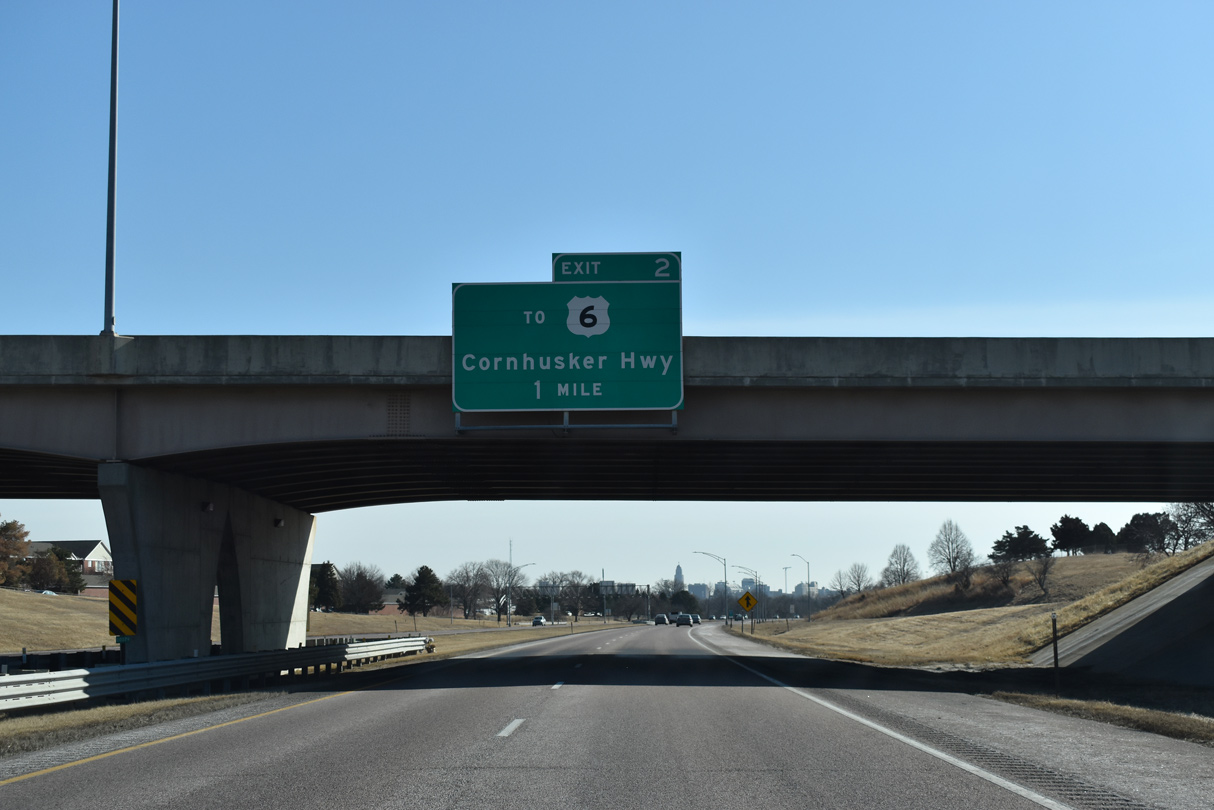 EXIT 2
TO 6
Cornhusker Hwy
1 MILE